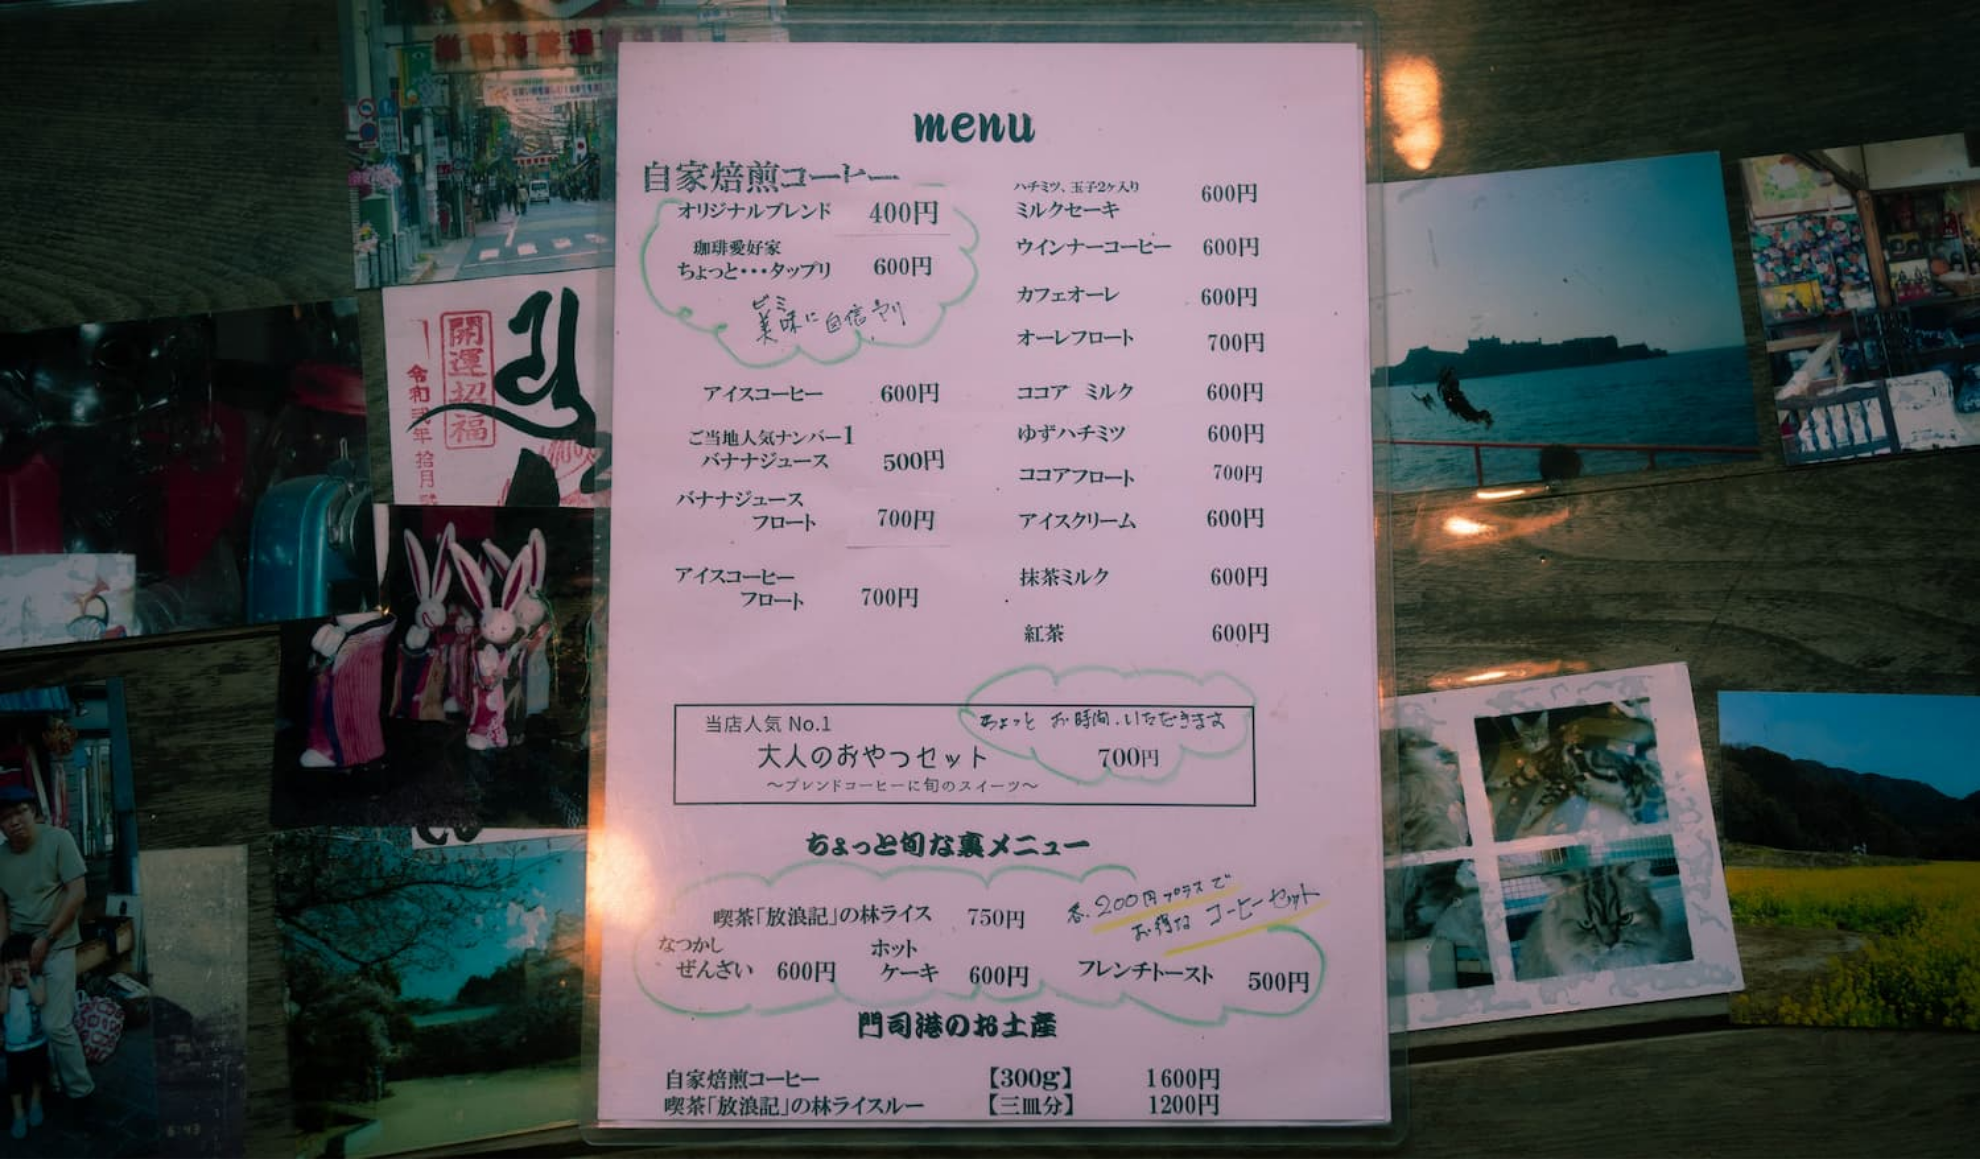 menu
自家焙煎コーヒー
オリジナルブレンド 400円
珈琲愛好家
ちょっと・・・タップリ 600円
ビミ
美味に自信アリ
アイスコーヒー 600円
ご当地人気ナンバー1
バナナジュース 500円
バナナジュース
フロート 700円
アイスコーヒー
フロート 700円
ハチミツ、玉子2ヶ入り
ミルクセーキ 600円
ウインナーコーヒー 600円
カフェオーレ 600円
オーレフロート 700円
ココア ミルク 600円
ゆずハチミツ 600円
ココアフロート 700円
アイスクリーム 600円
抹茶ミルク 600円
紅茶 600円
当店人気 No.1
ちょっと お時間、いただきます
大人のおやつセット 700円
～ブレンドコーヒーに旬のスイーツ～
ちょっと旬な裏メニュー
各、200円プラスで
お得な コーヒーセット
喫茶「放浪記」の林ライス 750円
なつかし
ぜんざい 600円
ホット
ケーキ 600円
フレンチトースト 500円
門司港のお土産
自家焙煎コーヒー 【300g】 1600円
喫茶「放浪記」の林ライスルー 【三皿分】 1200円
開運招福
令和弐年 拾月